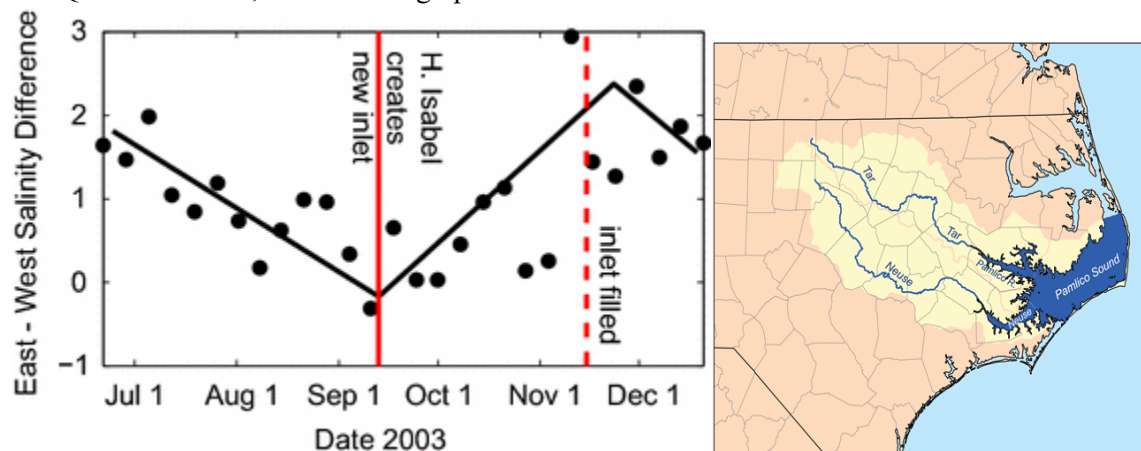 East - West Salinity Difference
3
2
1
0
−1
H. Isabel
creates
new inlet
inlet filled
Jul 1 Aug 1 Sep 1 Oct 1 Nov 1 Dec 1
Date 2003
Tar
Tar
Pamlico R.
Pamlico Sound
Neuse
Neuse